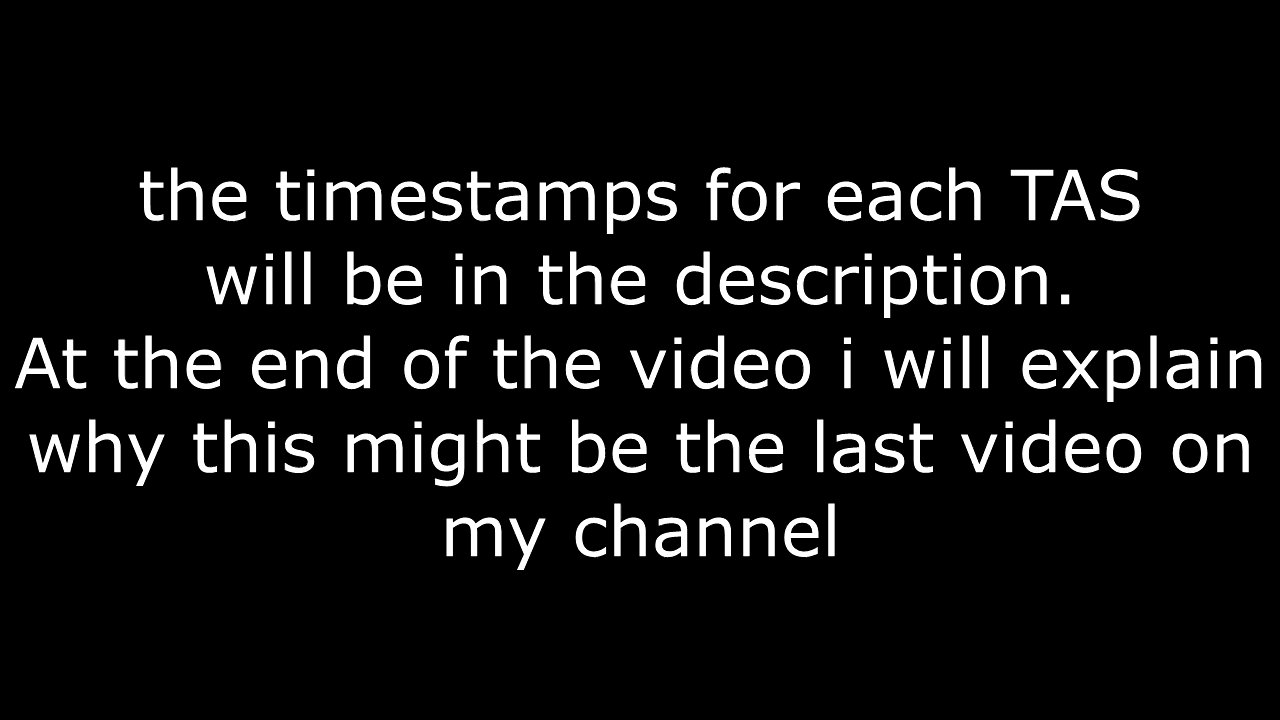 the timestamps for each TAS
will be in the description.
At the end of the video i will explain
why this might be the last video on
my channel